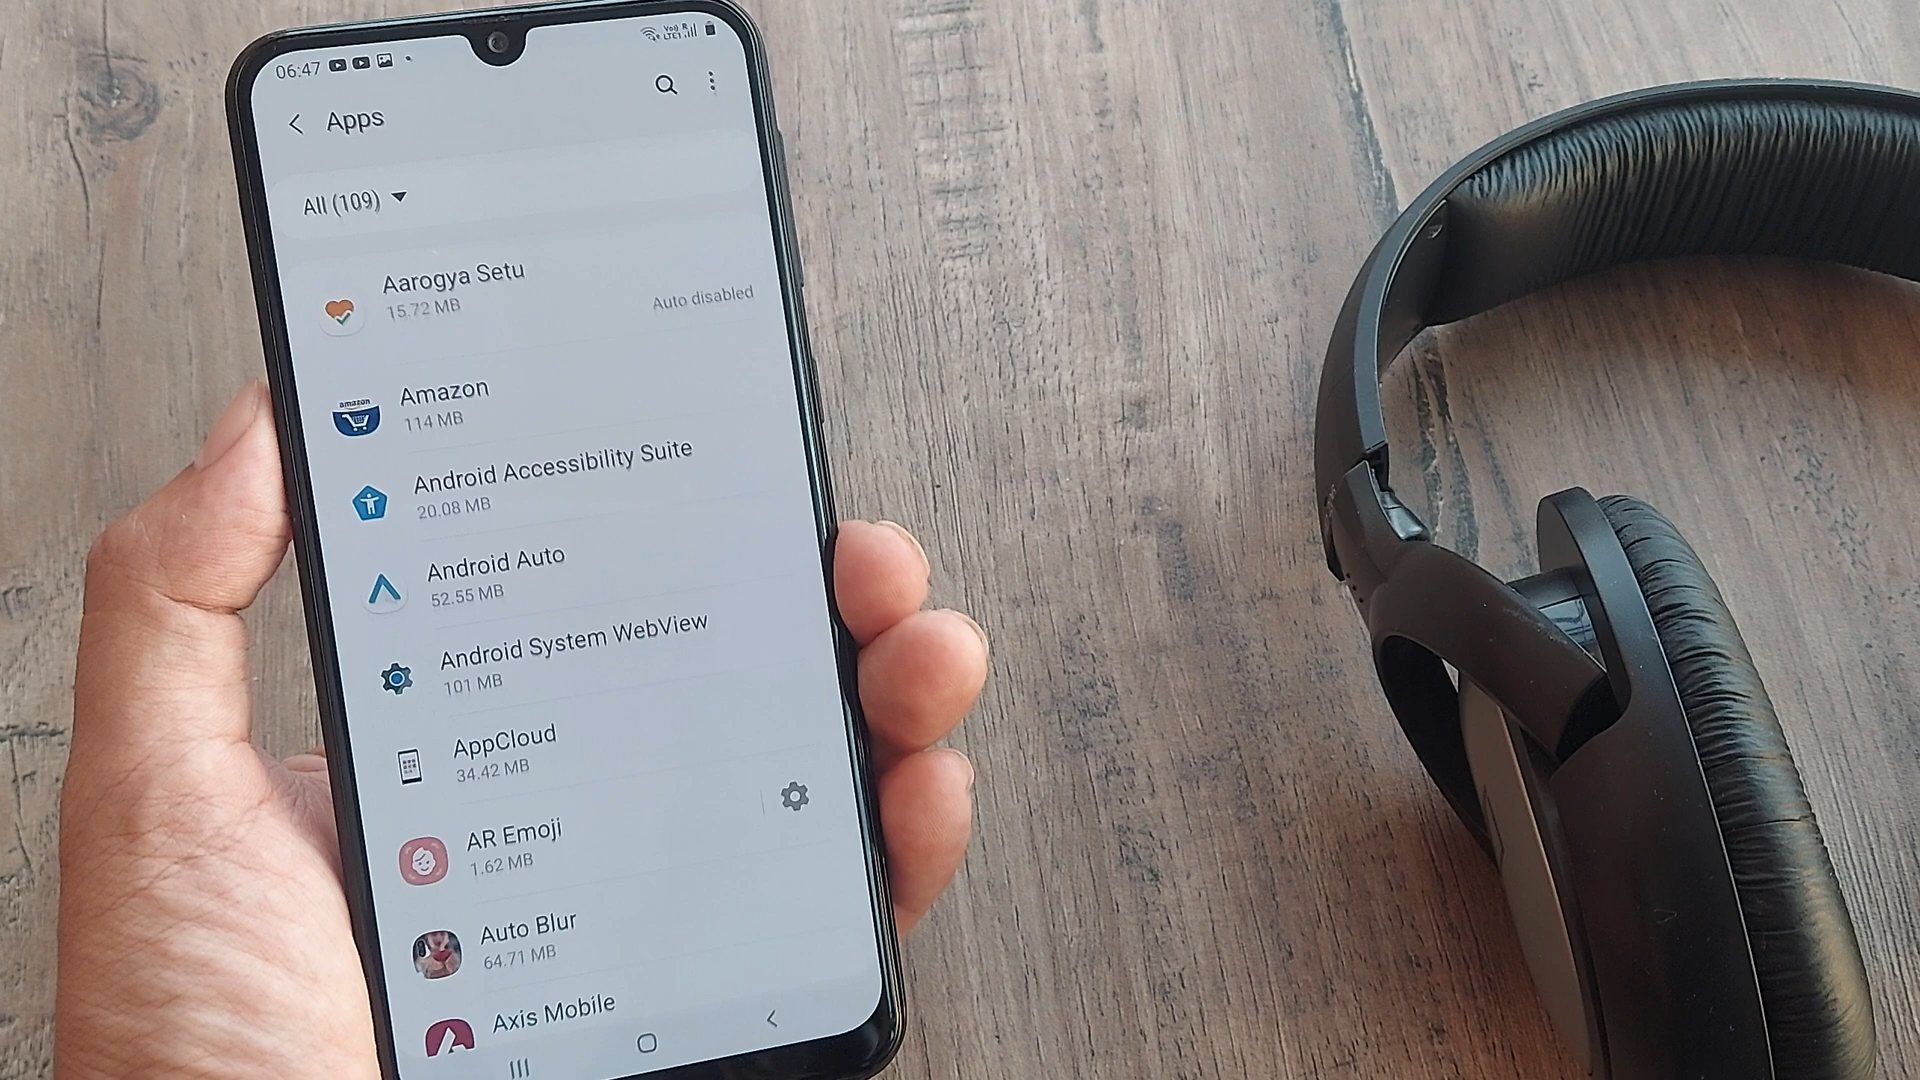 06:47
Apps
All (109)
Aarogya Setu
15.72 MB
Auto disabled
amazon
Amazon
114 MB
Android Accessibility Suite
20.08 MB
Android Auto
52.55 MB
Android System WebView
101 MB
AppCloud
34.42 MB
AR Emoji
1.62 MB
Auto Blur
64.71 MB
Axis Mobile